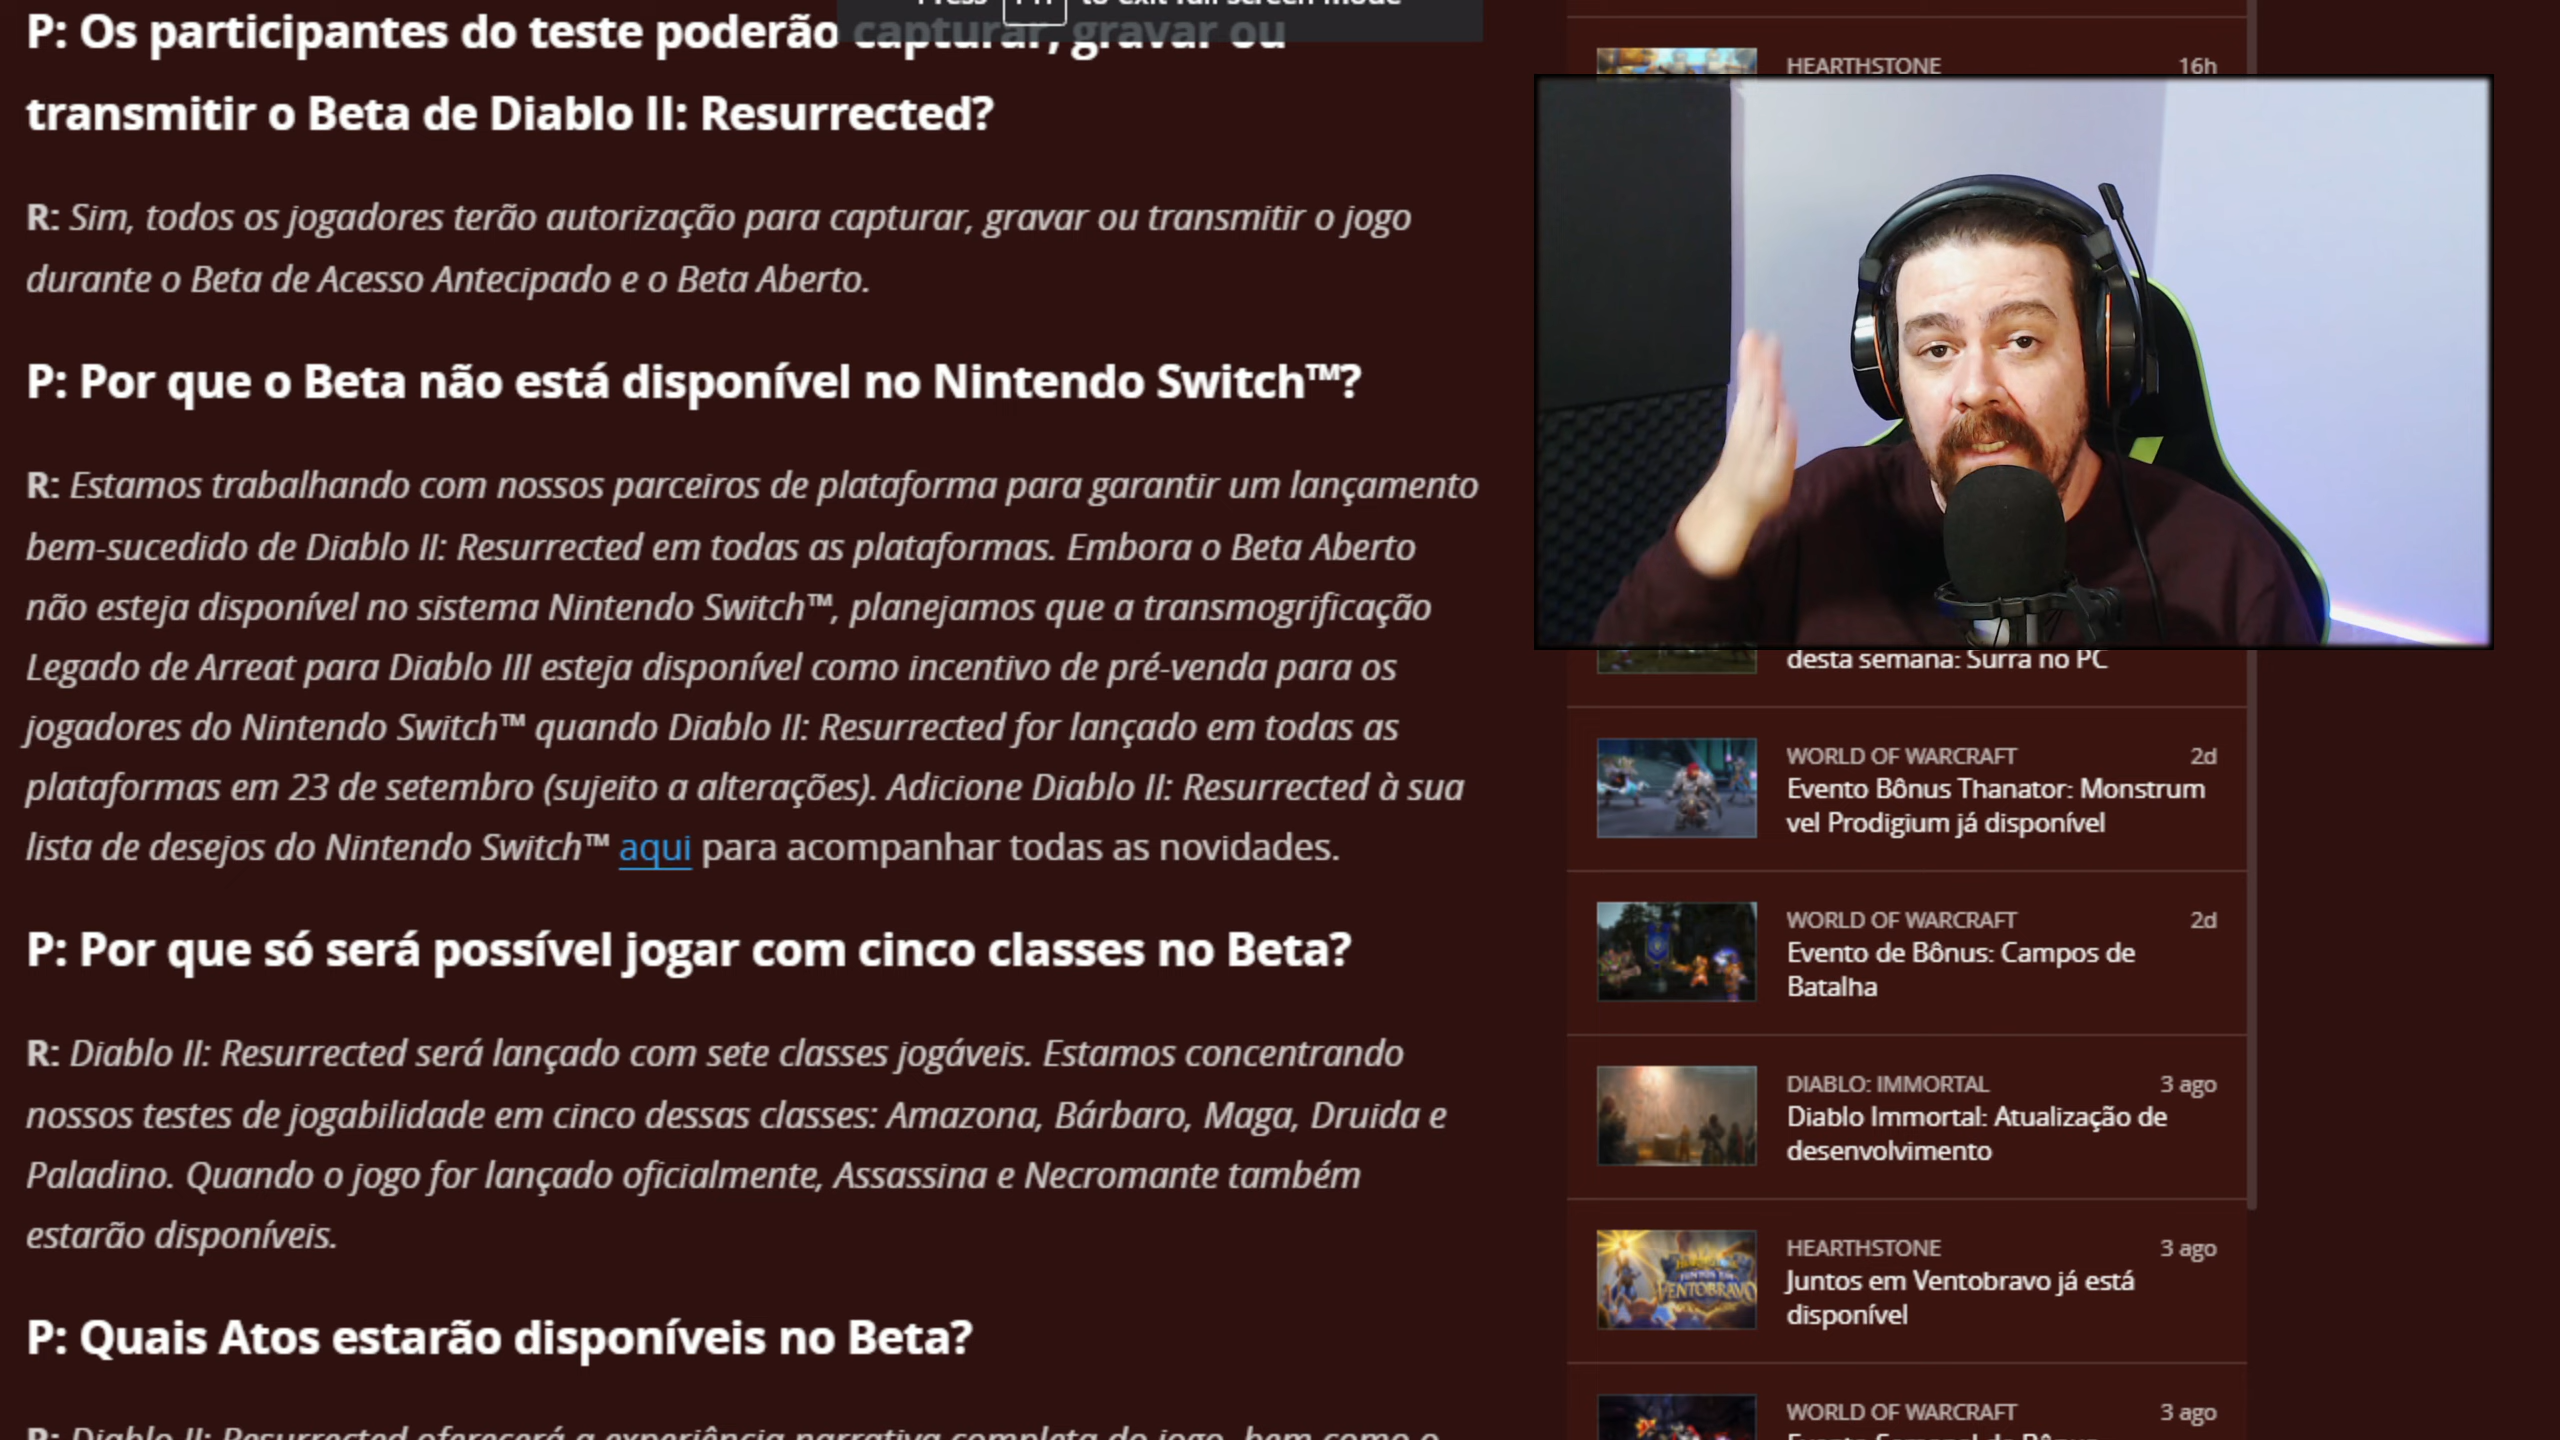 Press F11 to exit full screen mode
P: Os participantes do teste poderão capturar, gravar ou
transmitir o Beta de Diablo II: Resurrected?
R: Sim, todos os jogadores terão autorização para capturar, gravar ou transmitir o jogo
durante o Beta de Acesso Antecipado e o Beta Aberto.
P: Por que o Beta não está disponível no Nintendo Switch™?
R: Estamos trabalhando com nossos parceiros de plataforma para garantir um lançamento
bem-sucedido de Diablo II: Resurrected em todas as plataformas. Embora o Beta Aberto
não esteja disponível no sistema Nintendo Switch™, planejamos que a transmogrificação
Legado de Arreat para Diablo III esteja disponível como incentivo de pré-venda para os
jogadores do Nintendo Switch™ quando Diablo II: Resurrected for lançado em todas as
plataformas em 23 de setembro (sujeito a alterações). Adicione Diablo II: Resurrected à sua
lista de desejos do Nintendo Switch™ aqui para acompanhar todas as novidades.
P: Por que só será possível jogar com cinco classes no Beta?
R: Diablo II: Resurrected será lançado com sete classes jogáveis. Estamos concentrando
nossos testes de jogabilidade em cinco dessas classes: Amazona, Bárbaro, Maga, Druida e
Paladino. Quando o jogo for lançado oficialmente, Assassina e Necromante também
estarão disponíveis.
P: Quais Atos estarão disponíveis no Beta?
R: Diablo II: Resurrected oferecerá a experiência narrativa completa do jogo, bem como o
HEARTHSTONE 16h
desta semana: Surra no PC
WORLD OF WARCRAFT 2d
Evento Bônus Thanator: Monstrum
vel Prodigium já disponível
WORLD OF WARCRAFT 2d
Evento de Bônus: Campos de
Batalha
DIABLO: IMMORTAL 3 ago
Diablo Immortal: Atualização de
desenvolvimento
VENTOBRAVO
HEARTHSTONE 3 ago
Juntos em Ventobravo já está
disponível
WORLD OF WARCRAFT 3 ago
Evento Semanal de Bônus